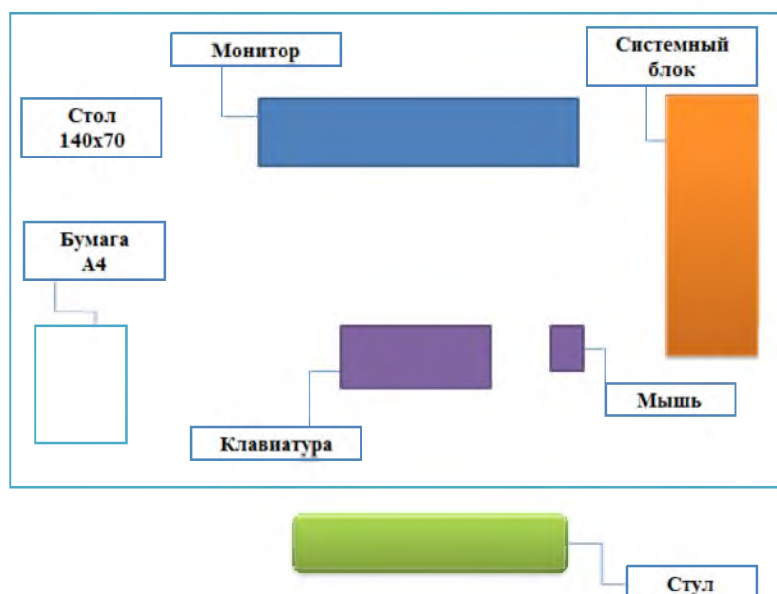 Монитор
Системный
блок
Стол
140х70
Бумага
А4
Мышь
Клавиатура
Стул